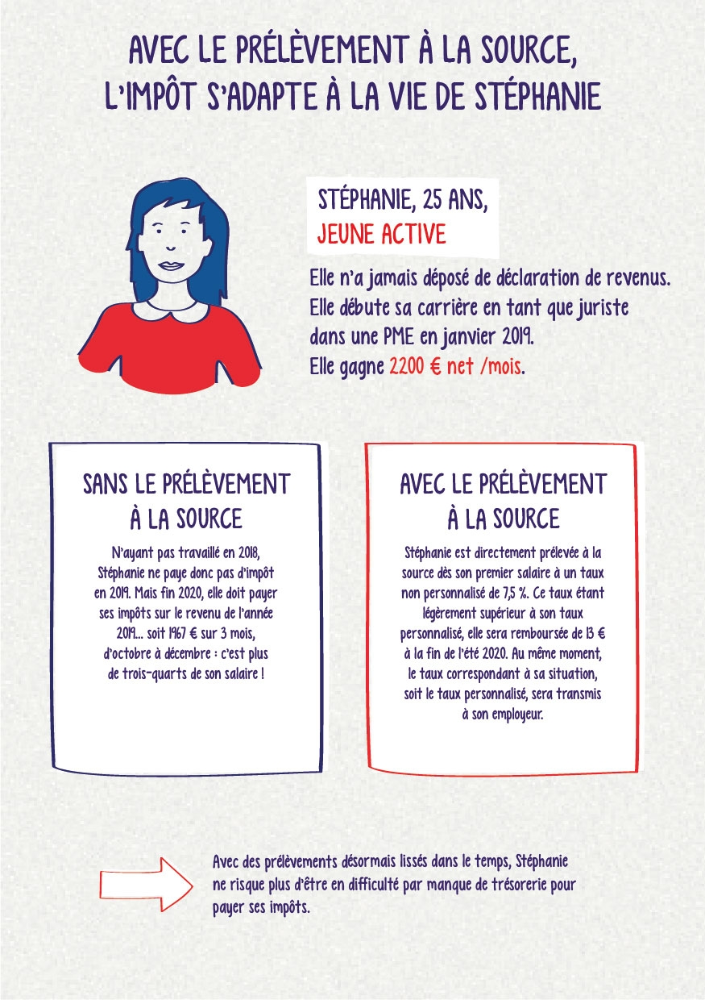 AVEC LE PRÉLÈVEMENT À LA SOURCE,
L'IMPÔT S'ADAPTE À LA VIE DE STÉPHANIE
STÉPHANIE, 25 ANS,
JEUNE ACTIVE
Elle n'a jamais déposé de déclaration de revenus.
Elle débute sa carrière en tant que juriste
dans une PME en janvier 2019.
Elle gagne 2200 € net /mois.
SANS LE PRÉLÈVEMENT
À LA SOURCE
N'ayant pas travaillé en 2018,
Stéphanie ne paye donc pas d'impôt
en 2019. Mais fin 2020, elle doit payer
ses impôts sur le revenu de l'année
2019... soit 1967 € sur 3 mois,
d'octobre à décembre : c'est plus
de trois-quarts de son salaire !
AVEC LE PRÉLÈVEMENT
À LA SOURCE
Stéphanie est directement prélevée à la
source dès son premier salaire à un taux
non personnalisé de 7,5 %. Ce taux étant
légèrement supérieur à son taux
personnalisé, elle sera remboursée de 13 €
à la fin de l'été 2020. Au même moment,
le taux correspondant à sa situation,
soit le taux personnalisé, sera transmis
à son employeur.
Avec des prélèvements désormais lissés dans le temps, Stéphanie
ne risque plus d'être en difficulté par manque de trésorerie pour
payer ses impôts.